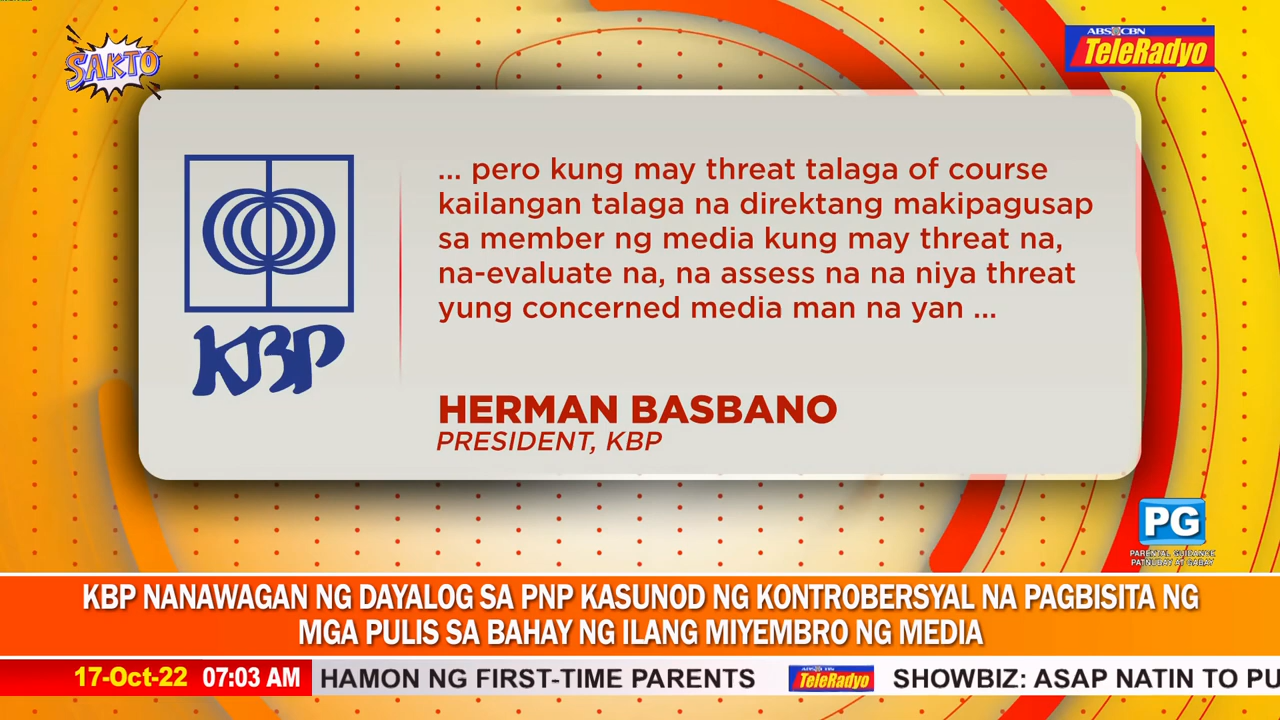 SAKTO
ABS-CBN
TeleRadyo
... pero kung may threat talaga of course
kailangan talaga na direktang makipagusap
sa member ng media kung may threat na,
na-evaluate na, na assess na na niya threat
yung concerned media man na yan ...
KBP
HERMAN BASBANO
PRESIDENT, KBP
PG
PARENTAL GUIDANCE
PATNUBAY AT GABAY
KBP NANAWAGAN NG DAYALOG SA PNP KASUNOD NG KONTROBERSYAL NA PAGBISITA NG
MGA PULIS SA BAHAY NG ILANG MIYEMBRO NG MEDIA
17-Oct-22 07:03 AM HAMON NG FIRST-TIME PARENTS ABS-CBN TeleRadyo SHOWBIZ: ASAP NATIN TO PU